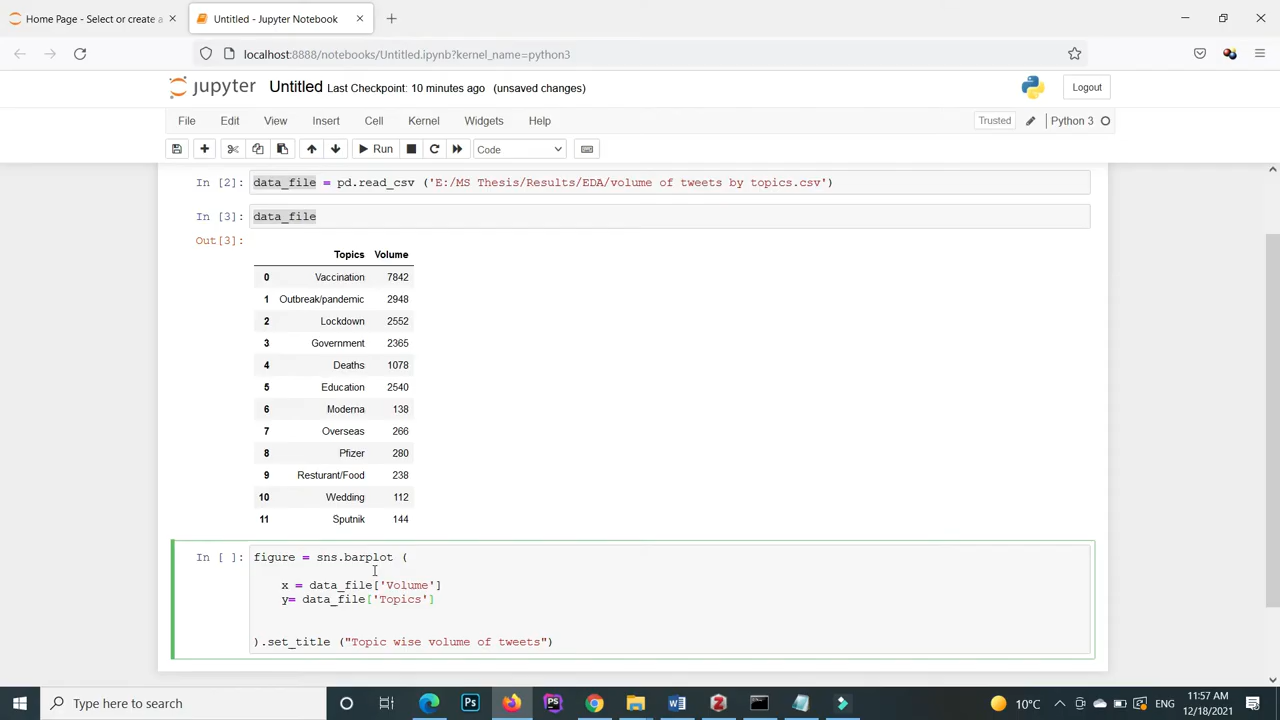 Home Page - Select or create a
Untitled - Jupyter Notebook
localhost:8888/notebooks/Untitled.ipynb?kernel_name=python3
jupyter Untitled Last Checkpoint: 10 minutes ago (unsaved changes)
Logout
File Edit View Insert Cell Kernel Widgets Help
Trusted
Python 3
Run
Code
In [2]: data_file = pd.read_csv ('E:/MS Thesis/Results/EDA/volume of tweets by topics.csv')
In [3]: data_file
Out[3]:
Topics Volume
0 Vaccination 7842
1 Outbreak/pandemic 2948
2 Lockdown 2552
3 Government 2365
4 Deaths 1078
5 Education 2540
6 Moderna 138
7 Overseas 266
8 Pfizer 280
9 Resturant/Food 238
10 Wedding 112
11 Sputnik 144
In [ ]: figure = sns.barplot (
x = data_file['Volume']
y= data_file['Topics']
).set_title ("Topic wise volume of tweets")
Type here to search
Ps
PS
W
Z
10°C
ENG
11:57 AM
12/18/2021